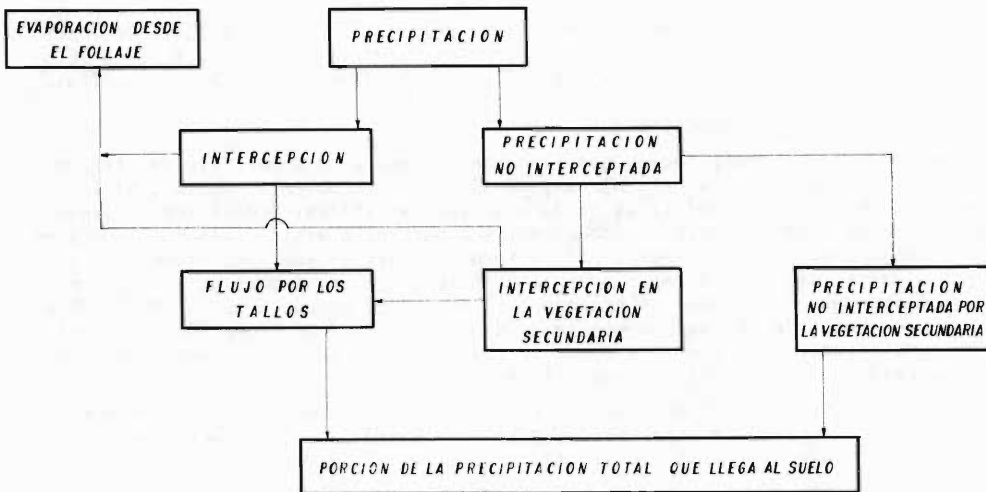 EVAPORACION DESDE
EL FOLLAJE
PRECIPITACION
INTERCEPCION
PRECIPITACION
NO INTERCEPTADA
FLUJO POR LOS
TALLOS
INTERCEPCION EN
LA VEGETACION
SECUNDARIA
PRECIPITACION
NO INTERCEPTADA POR
LA VEGETACION SECUNDARIA
PORCION DE LA PRECIPITACION TOTAL QUE LLEGA AL SUELO